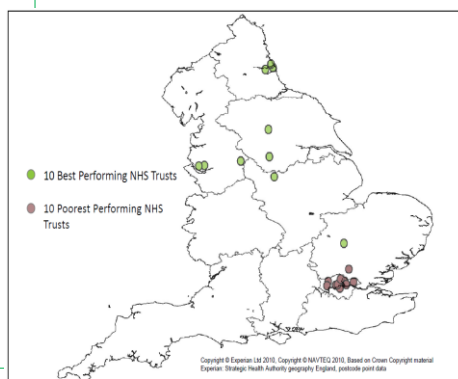 10 Best Performing NHS Trusts
10 Poorest Performing NHS
Trusts
Copyright © Experian Ltd 2010, Copyright © NAVTEQ 2010, Based on Crown Copyright material
Experian: Strategic Health Authority geography England, postcode point data